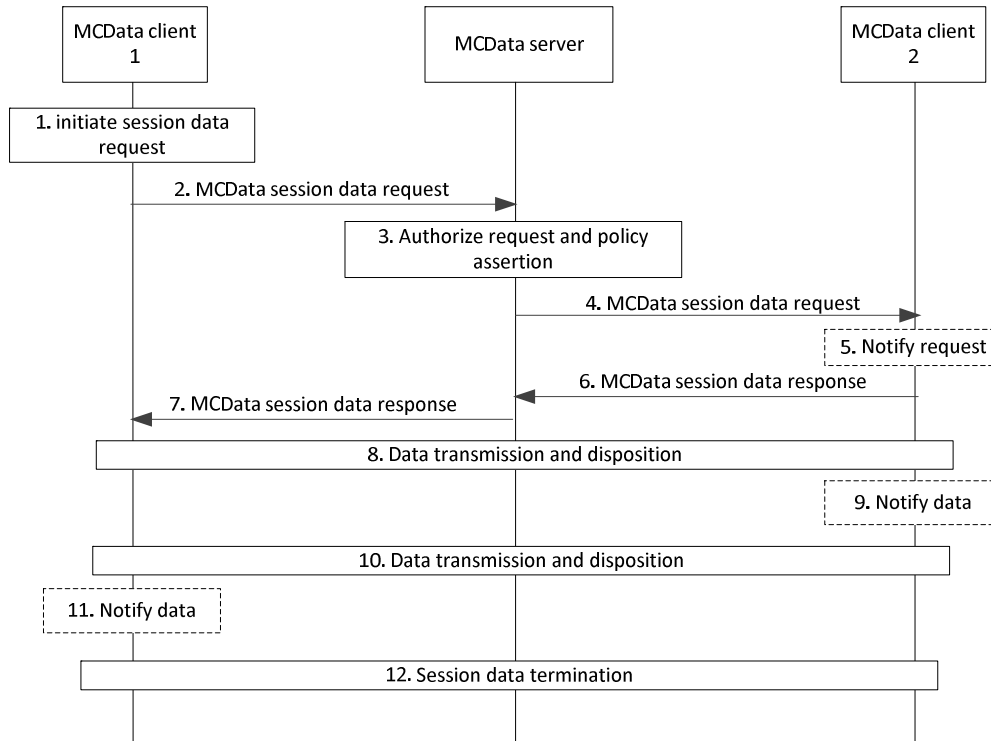 MCData client
1
MCData server
MCData client
2
1. initiate session data
request
2. MCData session data request
3. Authorize request and policy
assertion
4. MCData session data request
5. Notify request
6. MCData session data response
7. MCData session data response
8. Data transmission and disposition
9. Notify data
10. Data transmission and disposition
11. Notify data
12. Session data termination